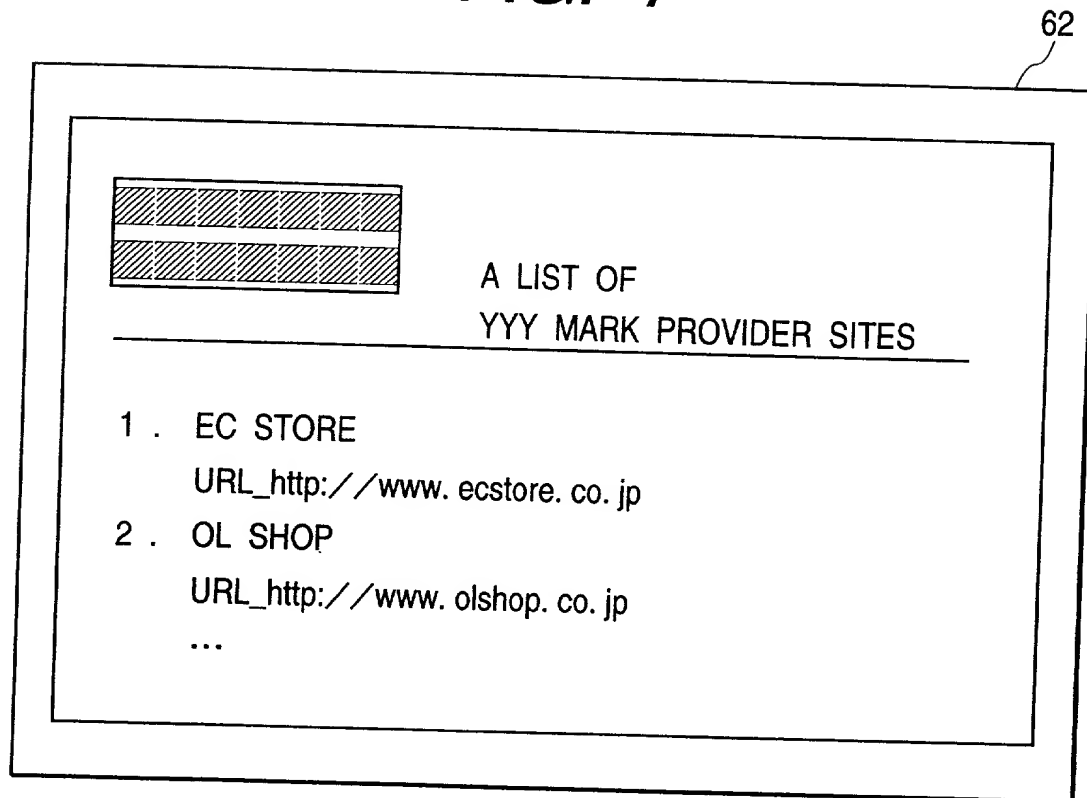 62
A LIST OF
YYY MARK PROVIDER SITES
1 . EC STORE
URL_http://www. ecstore. co. jp
2 . OL SHOP
URL_http://www. olshop. co. jp
...